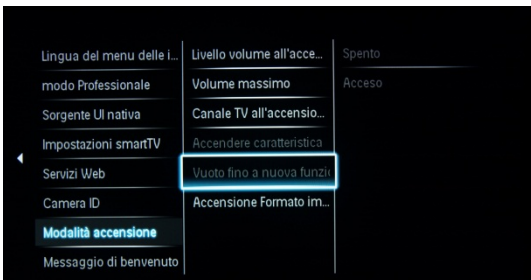 Lingua del menu delle i...
modo Professionale
Sorgente UI nativa
Impostazioni smartTV
Servizi Web
Camera ID
Modalità accensione
Messaggio di benvenuto
Livello volume all'acce...
Volume massimo
Canale TV all'accensio...
Accendere caratteristica
Vuoto fino a nuova funzio
Accensione Formato im...
Spento
Acceso